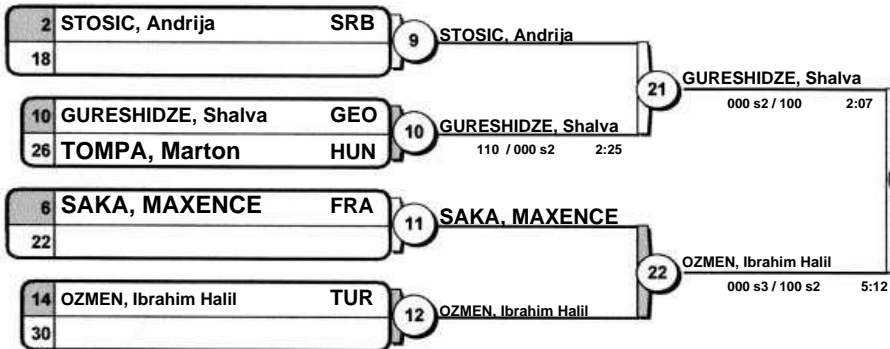 2 STOSIC, Andrija SRB
18
9
STOSIC, Andrija
10 GURESHIDZE, Shalva GEO
26 TOMPA, Marton HUN
10
GURESHIDZE, Shalva
110 / 000 s2 2:25
21
GURESHIDZE, Shalva
000 s2 / 100 2:07
6 SAKA, MAXENCE FRA
22
11
SAKA, MAXENCE
14 OZMEN, Ibrahim Halil TUR
30
12
OZMEN, Ibrahim Halil
22
OZMEN, Ibrahim Halil
000 s3 / 100 s2 5:12